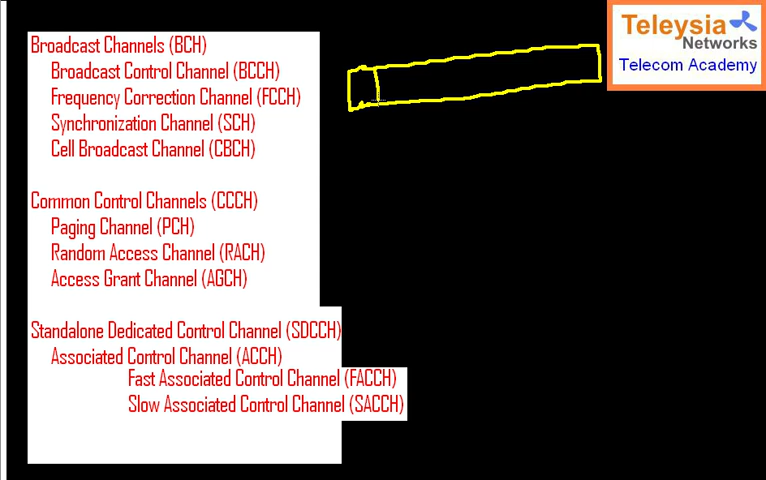 Teleysia
Networks
Telecom Academy
Broadcast Channels (BCH)
Broadcast Control Channel (BCCH)
Frequency Correction Channel (FCCH)
Synchronization Channel (SCH)
Cell Broadcast Channel (CBCH)
Common Control Channels (CCCH)
Paging Channel (PCH)
Random Access Channel (RACH)
Access Grant Channel (AGCH)
Standalone Dedicated Control Channel (SDCCH)
Associated Control Channel (ACCH)
Fast Associated Control Channel (FACCH)
Slow Associated Control Channel (SACCH)